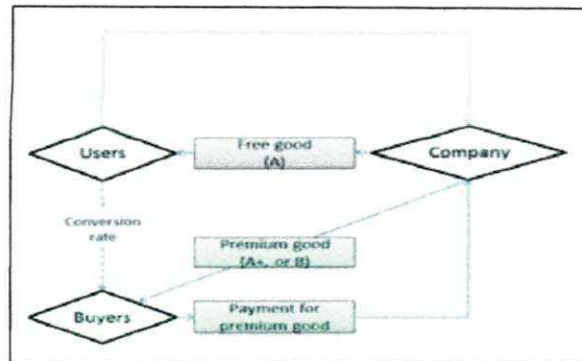 Users
Free good
(A)
Company
Conversion
rate
Premium good
(A+, or B)
Buyers
Payment for
premium good